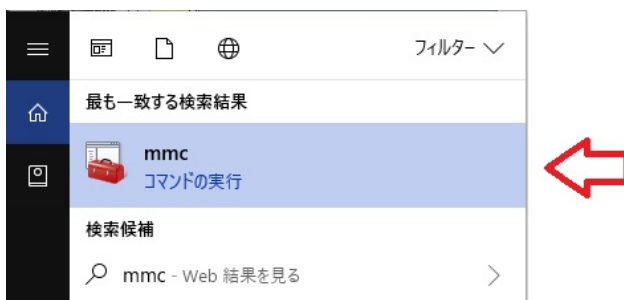 フィルター
最も一致する検索結果
mmc
コマンドの実行
検索候補
mmc - Web 結果を見る